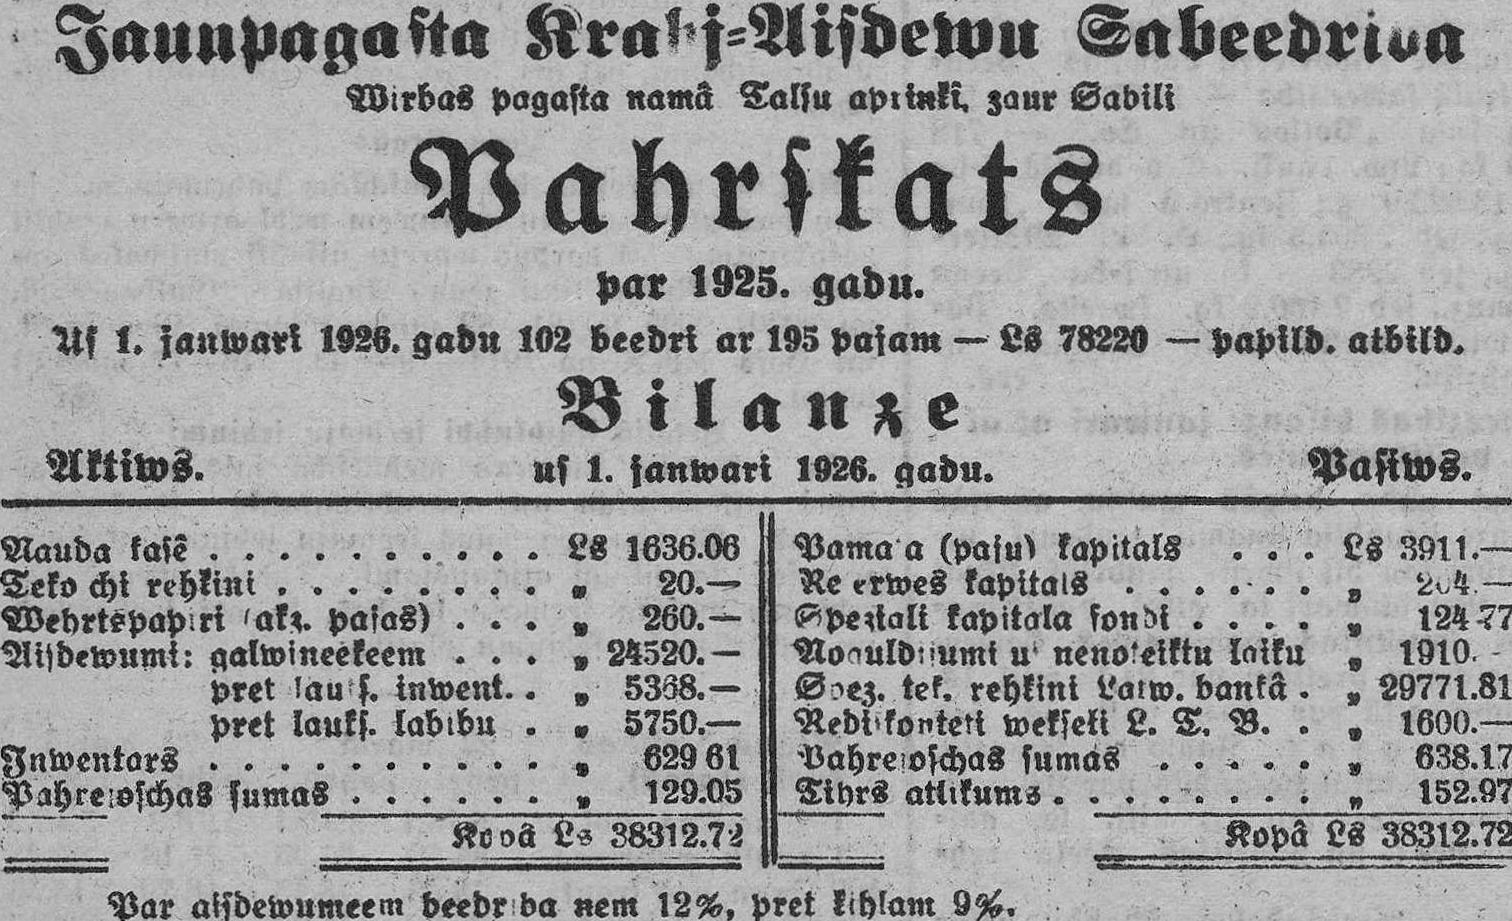 Jaunpagasta Krahj=Aisdewu Sabeedriba
Wirbas pagasta namâ Talsu aprinkî, zaur Sabili
Pahrskats
par 1925. gadu.
Us 1. janwari 1926. gadu 102 beedri ar 195 pajam — Ls 78220 — papild. atbild.
Bilanze
Aktiws. us 1. janwari 1926. gadu. Pasiws.
Nauda kasê . . . . . . . . . . Ls 1636.06
Tekoschi rehkini . . . . . . . . „ 20.—
Wehrtspapiri (akz. pajas) . . . . „ 260.—
Aisdewumi: galwineekeem . . . „ 24520.—
pret lauks. inwent. . „ 5368.—
pret lauks. labibu . „ 5750.—
Inwentars . . . . . . . . . . . „ 629 61
Pahrejoschas sumas . . . . . . „ 129.05
Kopâ Ls 38312.72
Pamata (paju) kapitals . . . Ls 3911.—
Reserwes kapitals . . . . . . „ 204.—
Speziali kapitala fondi . . . . „ 124.77
Noguldijumi us nenoteiktu laiku „ 1910.-
Spez. tek. rehkini Latw. bankâ . „ 29771.81
Rediskonteti wekseli L. T. B. . „ 1600.—
Pahrejoschas sumas . . . . . „ 638.17
Tihrs atlikums . . . . . . . . „ 152.97
Kopâ Ls 38312.72
Par aisdewumeem beedriba nem 12%, pret kihlam 9%.